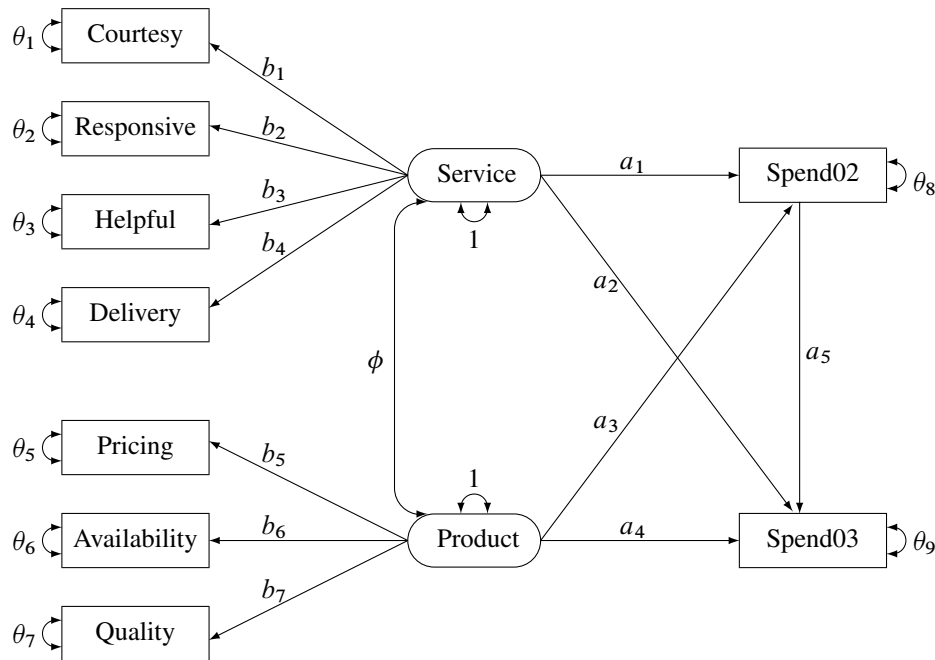 θ₁ Courtesy
b₁
θ₂ Responsive
b₂
θ₃ Helpful
b₃
θ₄ Delivery
b₄
Service
1
a₁
Spend02
θ₈
a₂
ϕ
a₅
a₃
θ₅ Pricing
b₅
θ₆ Availability
b₆
θ₇ Quality
b₇
1
Product
a₄
Spend03
θ₉